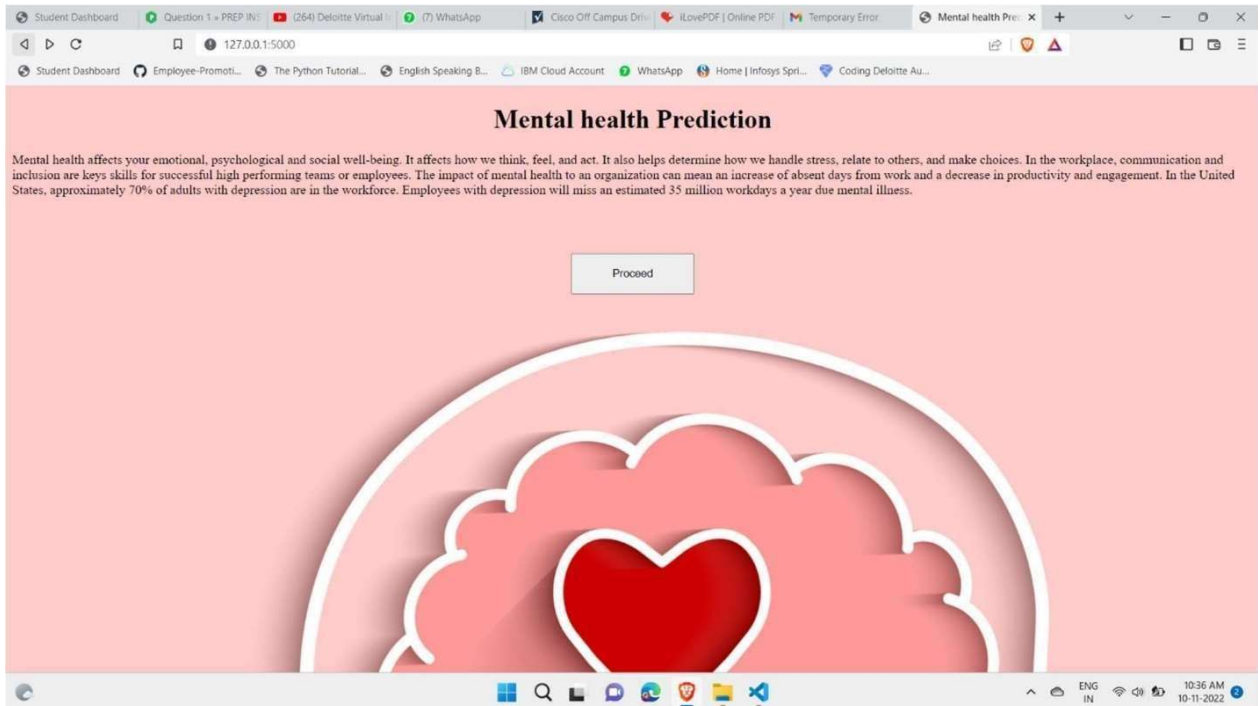 Student Dashboard
Question 1 » PREP INS
(264) Deloitte Virtual I
(7) WhatsApp
Cisco Off Campus Driv
iLovePDF | Online PDF
Temporary Error
Mental health Pred
127.0.0.1:5000
Student Dashboard
Employee-Promoti...
The Python Tutorial...
English Speaking B...
IBM Cloud Account
WhatsApp
Home | Infosys Spri...
Coding Deloitte Au...
Mental health Prediction
Mental health affects your emotional, psychological and social well-being. It affects how we think, feel, and act. It also helps determine how we handle stress, relate to others, and make choices. In the workplace, communication and
inclusion are keys skills for successful high performing teams or employees. The impact of mental health to an organization can mean an increase of absent days from work and a decrease in productivity and engagement. In the United
States, approximately 70% of adults with depression are in the workforce. Employees with depression will miss an estimated 35 million workdays a year due mental illness.
Proceed
ENG
IN
10:36 AM
10-11-2022
2